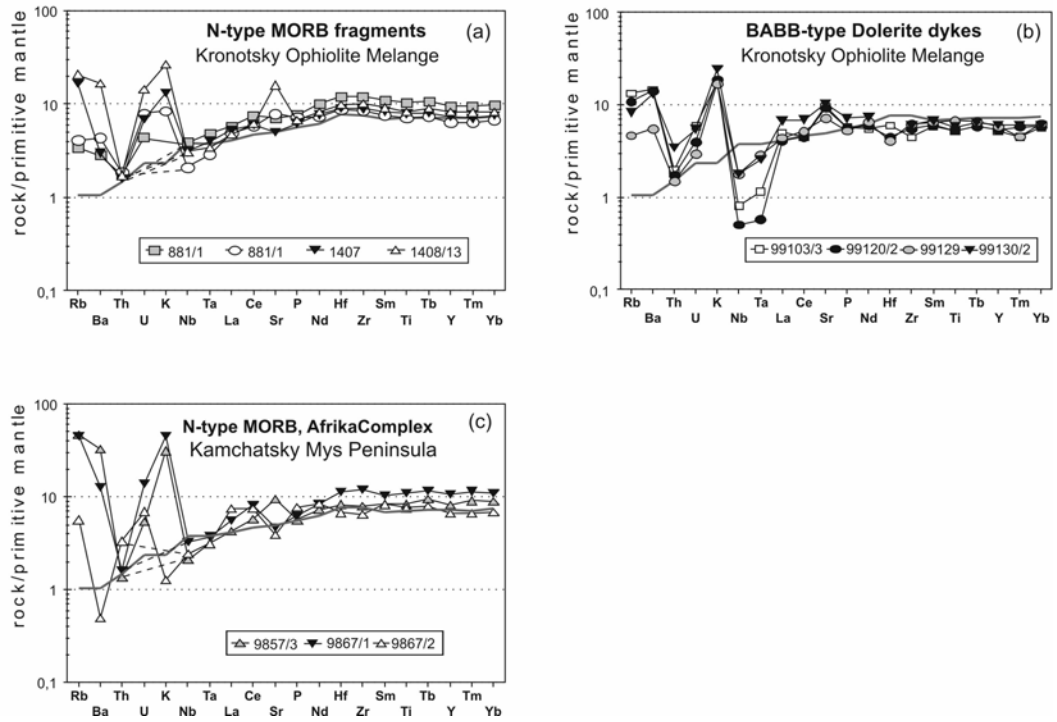 N-type MORB fragments
(a)
Kronotsky Ophiolite Melange
rock/primitive mantle
100
10
1
0,1
881/1 881/1 1407 1408/13
Rb Th K Ta Ce P Hf Sm Tb Tm
Ba U Nb La Sr Nd Zr Ti Y Yb
BABB-type Dolerite dykes
(b)
Kronotsky Ophiolite Melange
rock/primitive mantle
100
10
1
0,1
99103/3 99120/2 99129 99130/2
Rb Th K Ta Ce P Hf Sm Tb Tm
Ba U Nb La Sr Nd Zr Ti Y Yb
(c)
N-type MORB, AfrikaComplex
Kamchatsky Mys Peninsula
rock/primitive mantle
100
10
1
0,1
9857/3 9867/1 9867/2
Rb Th K Ta Ce P Hf Sm Tb Tm
Ba U Nb La Sr Nd Zr Ti Y Yb